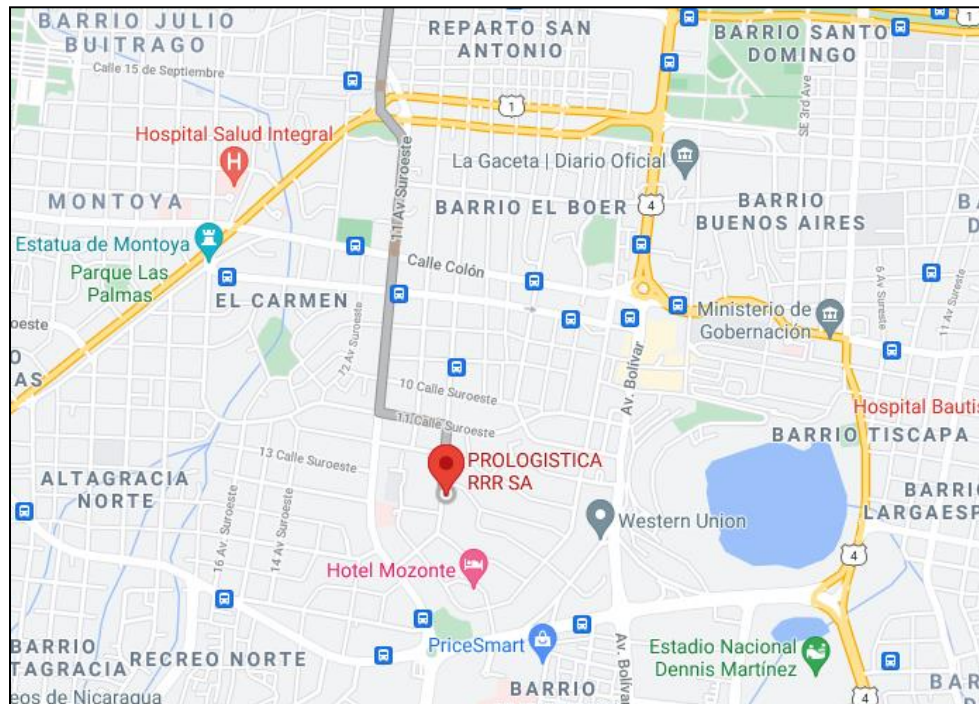 BARRIO JULIO
BUITRAGO
REPARTO SAN
ANTONIO
BARRIO SANTO
DOMINGO
1
Calle 15 de Septiembre
1
SE 3rd Ave
Hospital Salud Integral
H
11 Av. Suroeste
La Gaceta | Diario Oficial
MONTOYA
BARRIO EL BOER
4
BARRIO
BUENOS AIRES
BA
D
Estatua de Montoya
Parque Las
Palmas
Calle Colón
EL CARMEN
6 Av Sureste
11 Av Sureste
Ministerio de
Gobernación
oeste
O
AS
72 Av Suroeste
10 Calle Suroeste
Av. Bolívar
11 Calle Suroeste
Hospital Bautis
BARRIO TISCAPA
13 Calle Suroeste
PROLOGISTICA
RRR SA
ALTAGRACIA
NORTE
BARRIO
LARGAESP
Western Union
16 Av Suroeste
14 Av Suroeste
4
Hotel Mozonte
BARRIO
TAGRACIA
RECREO NORTE
PriceSmart
Av. Bolívar
Estadio Nacional
Dennis Martínez
BARRIO
BAR
4
eos de Nicaragua